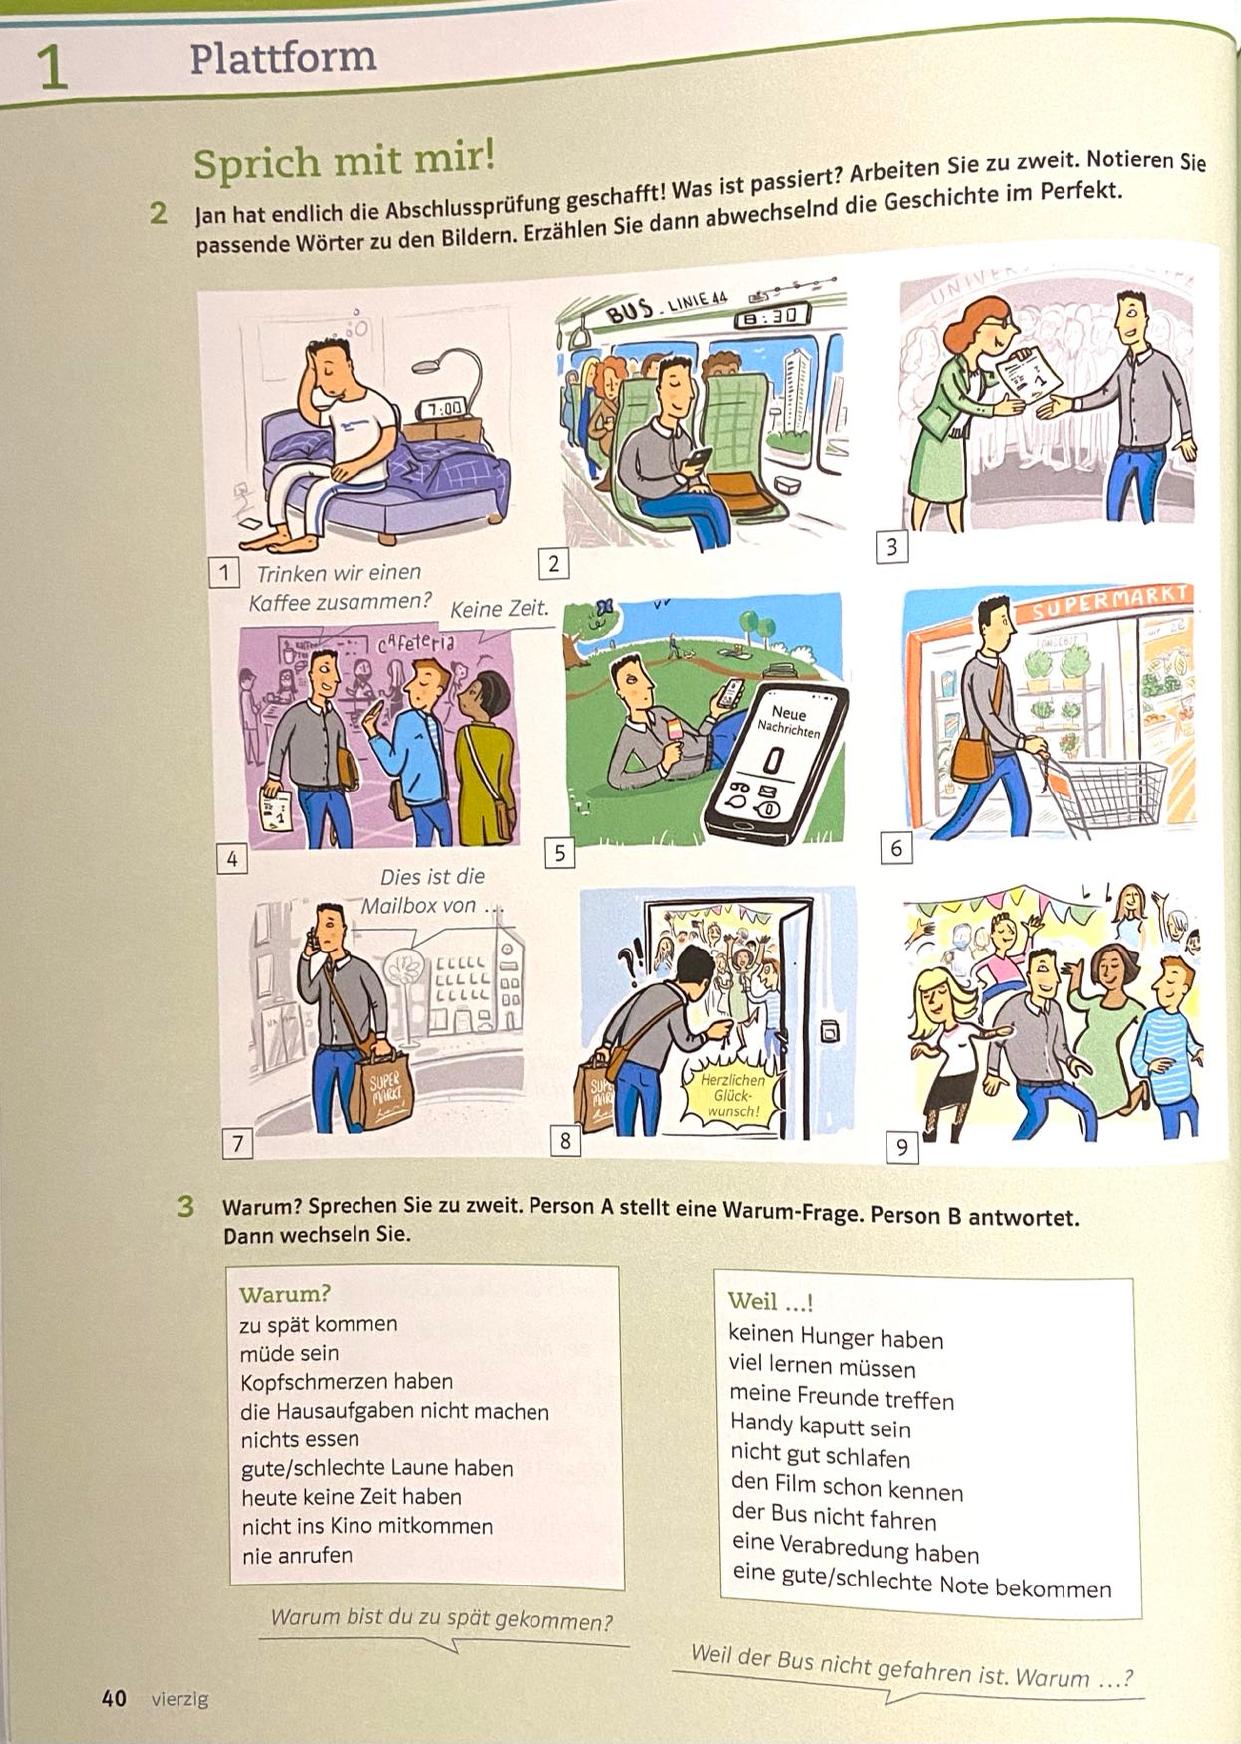 1 Plattform
Sprich mit mir!
2 Jan hat endlich die Abschlussprüfung geschafft! Was ist passiert? Arbeiten Sie zu zweit. Notieren Sie
passende Wörter zu den Bildern. Erzählen Sie dann abwechselnd die Geschichte im Perfekt.
7:00
BUS - LINIE 44
8:30
UNIVER
1
1
2
3
Trinken wir einen
Kaffee zusammen?
Keine Zeit.
CAFeteria
1
Neue
Nachrichten
0
SUPERMARKT
4
5
6
Dies ist die
Mailbox von ...
SUPER
MARKT
?!
Herzlichen
Glück-
wunsch!
7
8
9
3 Warum? Sprechen Sie zu zweit. Person A stellt eine Warum-Frage. Person B antwortet.
Dann wechseln Sie.
Warum?
zu spät kommen
müde sein
Kopfschmerzen haben
die Hausaufgaben nicht machen
nichts essen
gute/schlechte Laune haben
heute keine Zeit haben
nicht ins Kino mitkommen
nie anrufen
Weil ...!
keinen Hunger haben
viel lernen müssen
meine Freunde treffen
Handy kaputt sein
nicht gut schlafen
den Film schon kennen
der Bus nicht fahren
eine Verabredung haben
eine gute/schlechte Note bekommen
Warum bist du zu spät gekommen?
Weil der Bus nicht gefahren ist. Warum ...?
40 vierzig